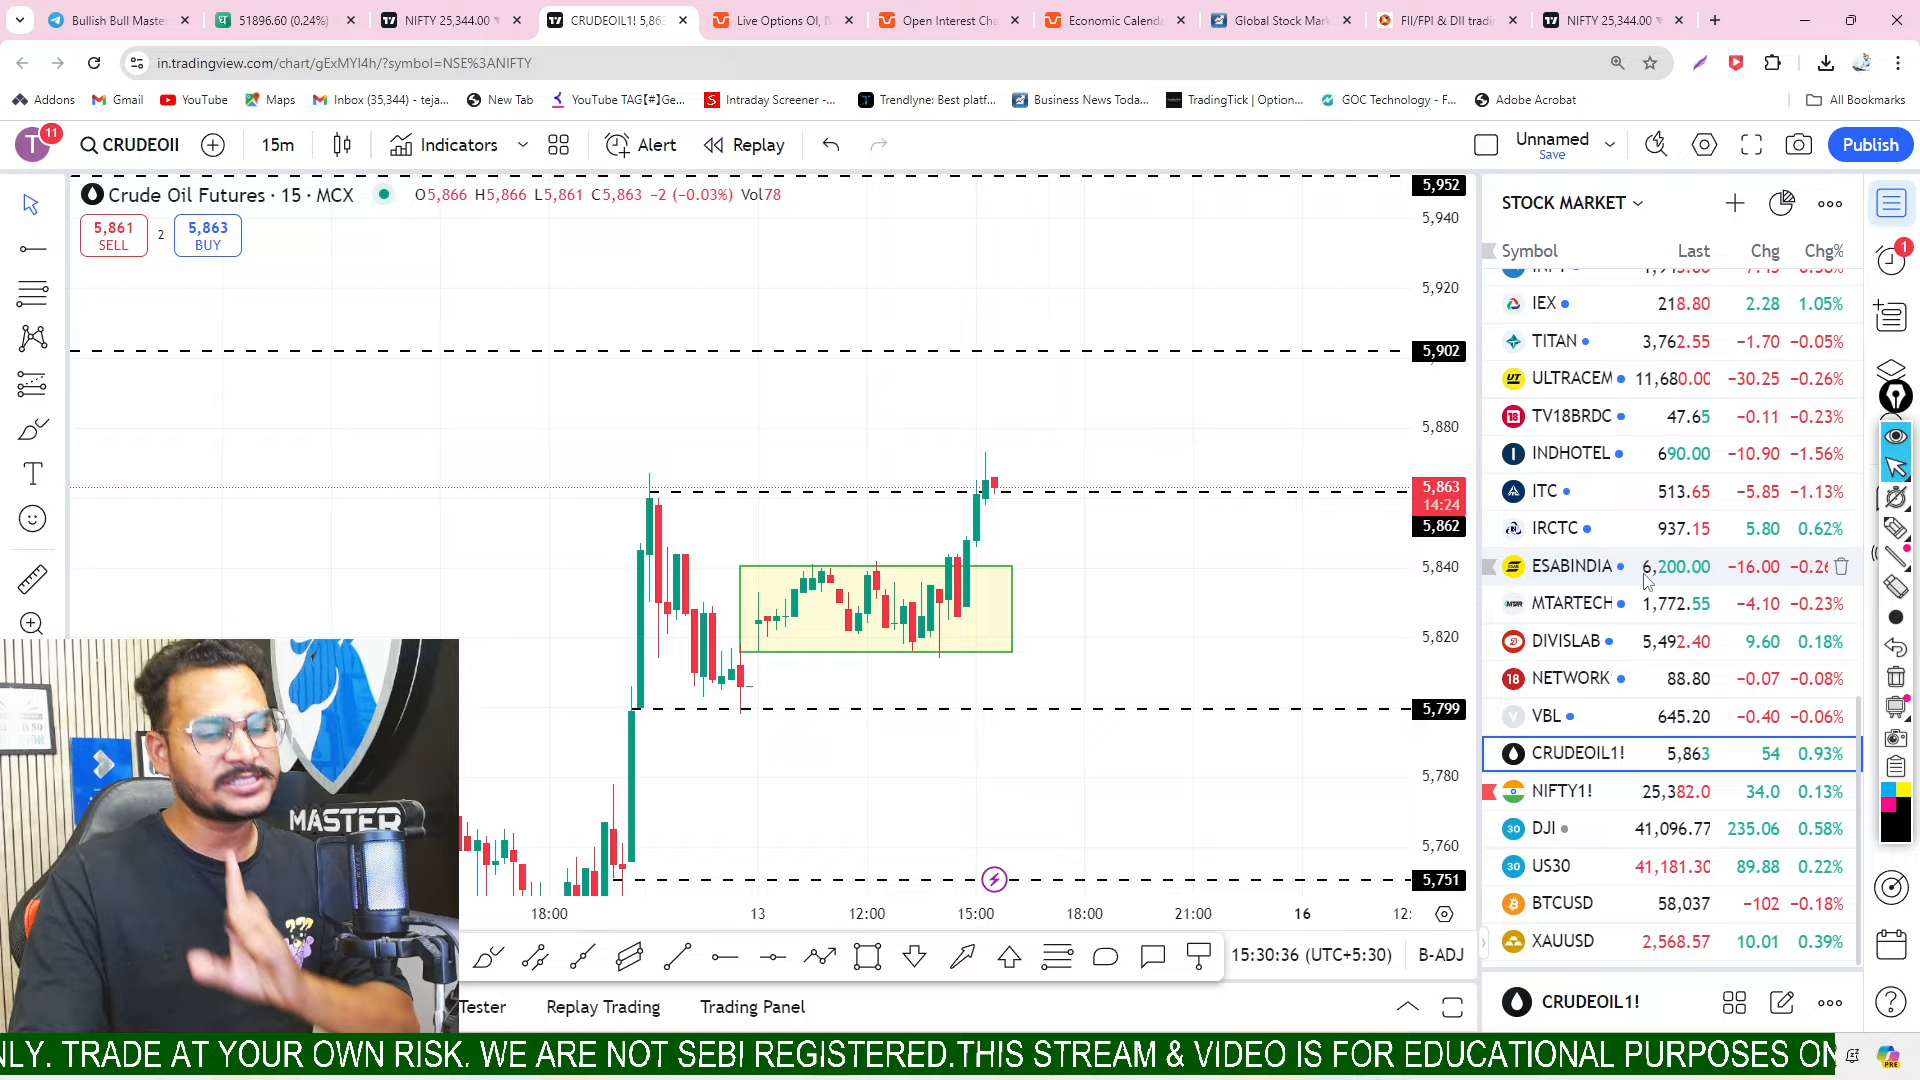 Bullish Bull Master
51896.60 (0.24%)
NIFTY 25,344.00
CRUDEOIL1! 5,863
Live Options OI, IV
Open Interest Cha
Economic Calenda
Global Stock Mark
FII/FPI & DII tradi
NIFTY 25,344.00
in.tradingview.com/chart/gExMYI4h/?symbol=NSE%3ANIFTY
Addons
Gmail
YouTube
Maps
Inbox (35,344) - teja...
New Tab
YouTube TAG【#】Ge...
Intraday Screener -...
Trendlyne: Best platf...
Business News Toda...
TradingTick | Option...
GOC Technology - F...
Adobe Acrobat
All Bookmarks
T 11
CRUDEOI1
15m
Indicators
Alert
Replay
Unnamed
Save
Publish
Crude Oil Futures · 15 · MCX
O5,866 H5,866 L5,861 C5,863 −2 (−0.03%) Vol78
5,861
SELL
2
5,863
BUY
5,952
5,940
5,920
5,902
5,880
5,863
14:24
5,862
5,840
5,820
5,799
5,780
5,760
5,751
18:00
13
12:00
15:00
18:00
21:00
16
12:
15:30:36 (UTC+5:30)
B-ADJ
Tester
Replay Trading
Trading Panel
STOCK MARKET
Symbol Last Chg Chg%
IEX 218.80 2.28 1.05%
TITAN 3,762.55 −1.70 −0.05%
ULTRACEM 11,680.00 −30.25 −0.26%
TV18BRDC 47.65 −0.11 −0.23%
INDHOTEL 690.00 −10.90 −1.56%
ITC 513.65 −5.85 −1.13%
IRCTC 937.15 5.80 0.62%
ESABINDIA 6,200.00 −16.00 −0.26
MTARTECH 1,772.55 −4.10 −0.23%
DIVISLAB 5,492.40 9.60 0.18%
NETWORK 88.80 −0.07 −0.08%
VBL 645.20 −0.40 −0.06%
CRUDEOIL1! 5,863 54 0.93%
NIFTY1! 25,382.0 34.0 0.13%
DJI 41,096.77 235.06 0.58%
US30 41,181.30 89.88 0.22%
BTCUSD 58,037 −102 −0.18%
XAUUSD 2,568.57 10.01 0.39%
CRUDEOIL1!
1
MASTER
NLY. TRADE AT YOUR OWN RISK. WE ARE NOT SEBI REGISTERED.THIS STREAM & VIDEO IS FOR EDUCATIONAL PURPOSES ON